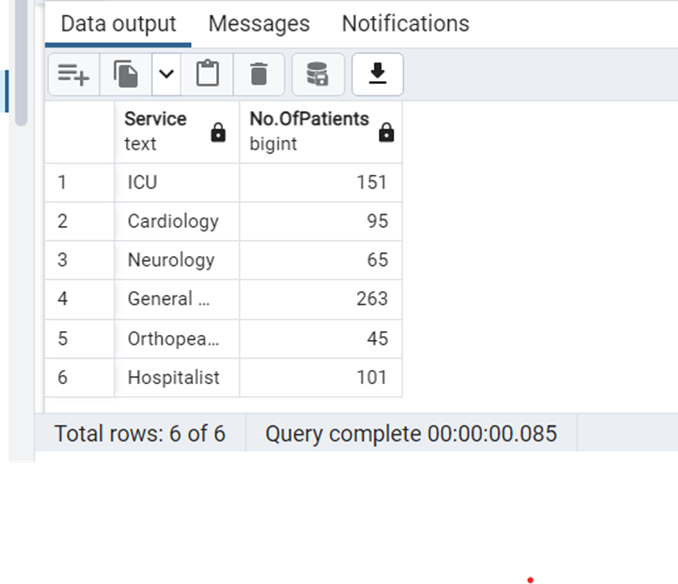 Data output Messages Notifications
Service No.OfPatients
text bigint
1 ICU 151
2 Cardiology 95
3 Neurology 65
4 General ... 263
5 Orthopea... 45
6 Hospitalist 101
Total rows: 6 of 6 Query complete 00:00:00.085